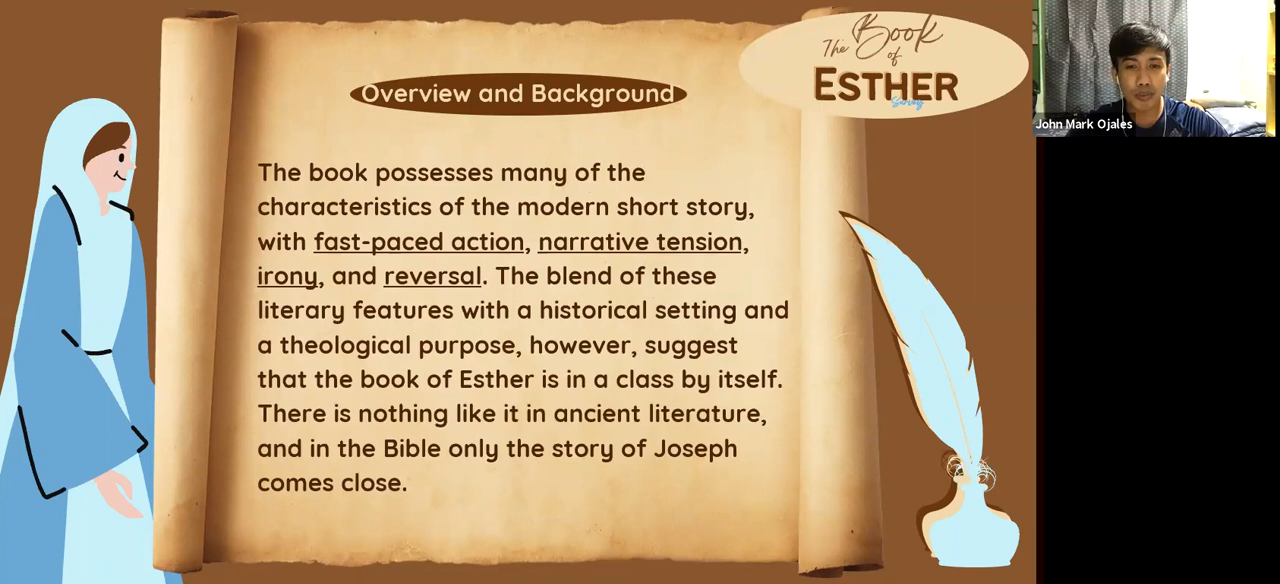 The Book
of
ESTHER
Survey
John Mark Ojales
Overview and Background
The book possesses many of the
characteristics of the modern short story,
with fast-paced action, narrative tension,
irony, and reversal. The blend of these
literary features with a historical setting and
a theological purpose, however, suggest
that the book of Esther is in a class by itself.
There is nothing like it in ancient literature,
and in the Bible only the story of Joseph
comes close.